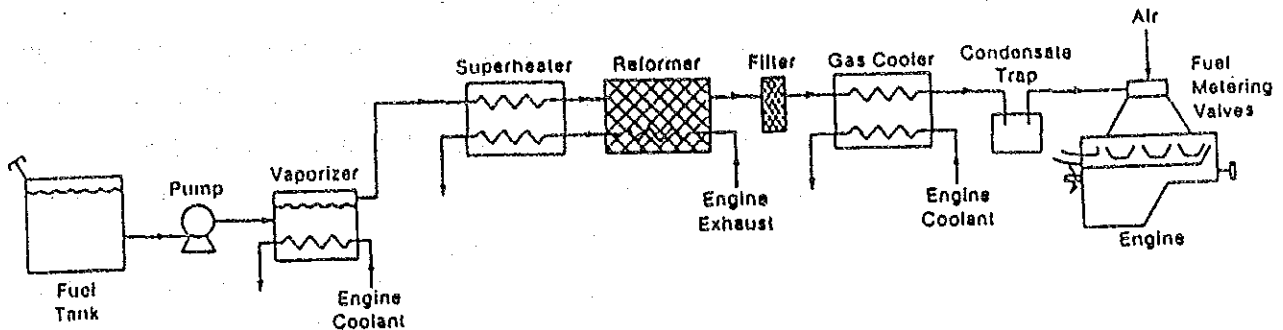 Air
Superheater
Reformer
Filter
Gas Cooler
Condensate
Trap
Fuel
Metering
Valves
Pump
Vaporizer
Engine
Exhaust
Engine
Coolant
Engine
Fuel
Tank
Engine
Coolant